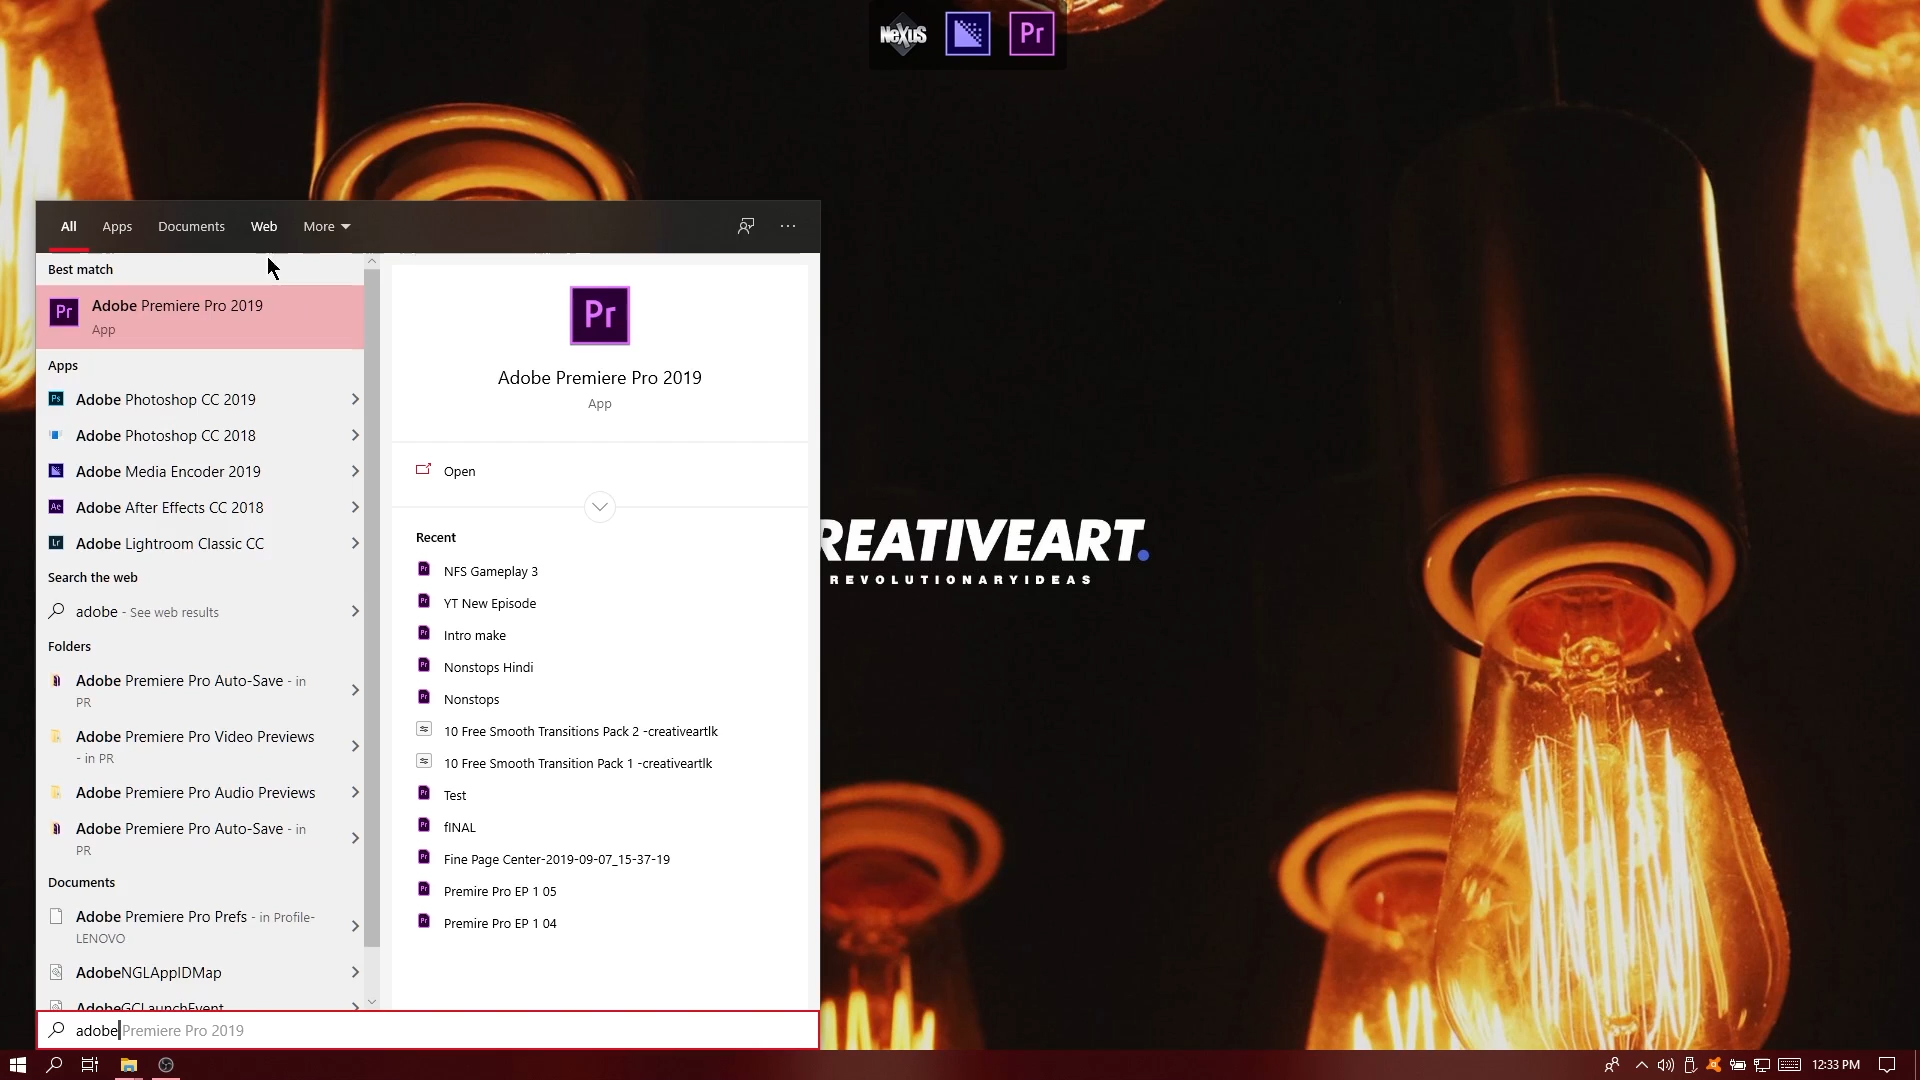 NeXuS
Pr
All
Apps
Documents
Web
More
Best match
Pr
Adobe Premiere Pro 2019
App
Apps
Adobe Photoshop CC 2019
Adobe Photoshop CC 2018
Adobe Media Encoder 2019
Adobe After Effects CC 2018
Adobe Lightroom Classic CC
Search the web
adobe - See web results
Folders
Adobe Premiere Pro Auto-Save - in
PR
Adobe Premiere Pro Video Previews
- in PR
Adobe Premiere Pro Audio Previews
Adobe Premiere Pro Auto-Save - in
PR
Documents
Adobe Premiere Pro Prefs - in Profile-
LENOVO
AdobeNGLAppIDMap
AdobeGCLaunchEvent
adobe Premiere Pro 2019
Pr
Adobe Premiere Pro 2019
App
Open
Recent
NFS Gameplay 3
YT New Episode
Intro make
Nonstops Hindi
Nonstops
10 Free Smooth Transitions Pack 2 -creativeartlk
10 Free Smooth Transition Pack 1 -creativeartlk
Test
fINAL
Fine Page Center-2019-09-07_15-37-19
Premire Pro EP 1 05
Premire Pro EP 1 04
REATIVEART.
REVOLUTIONARYIDEAS
12:33 PM